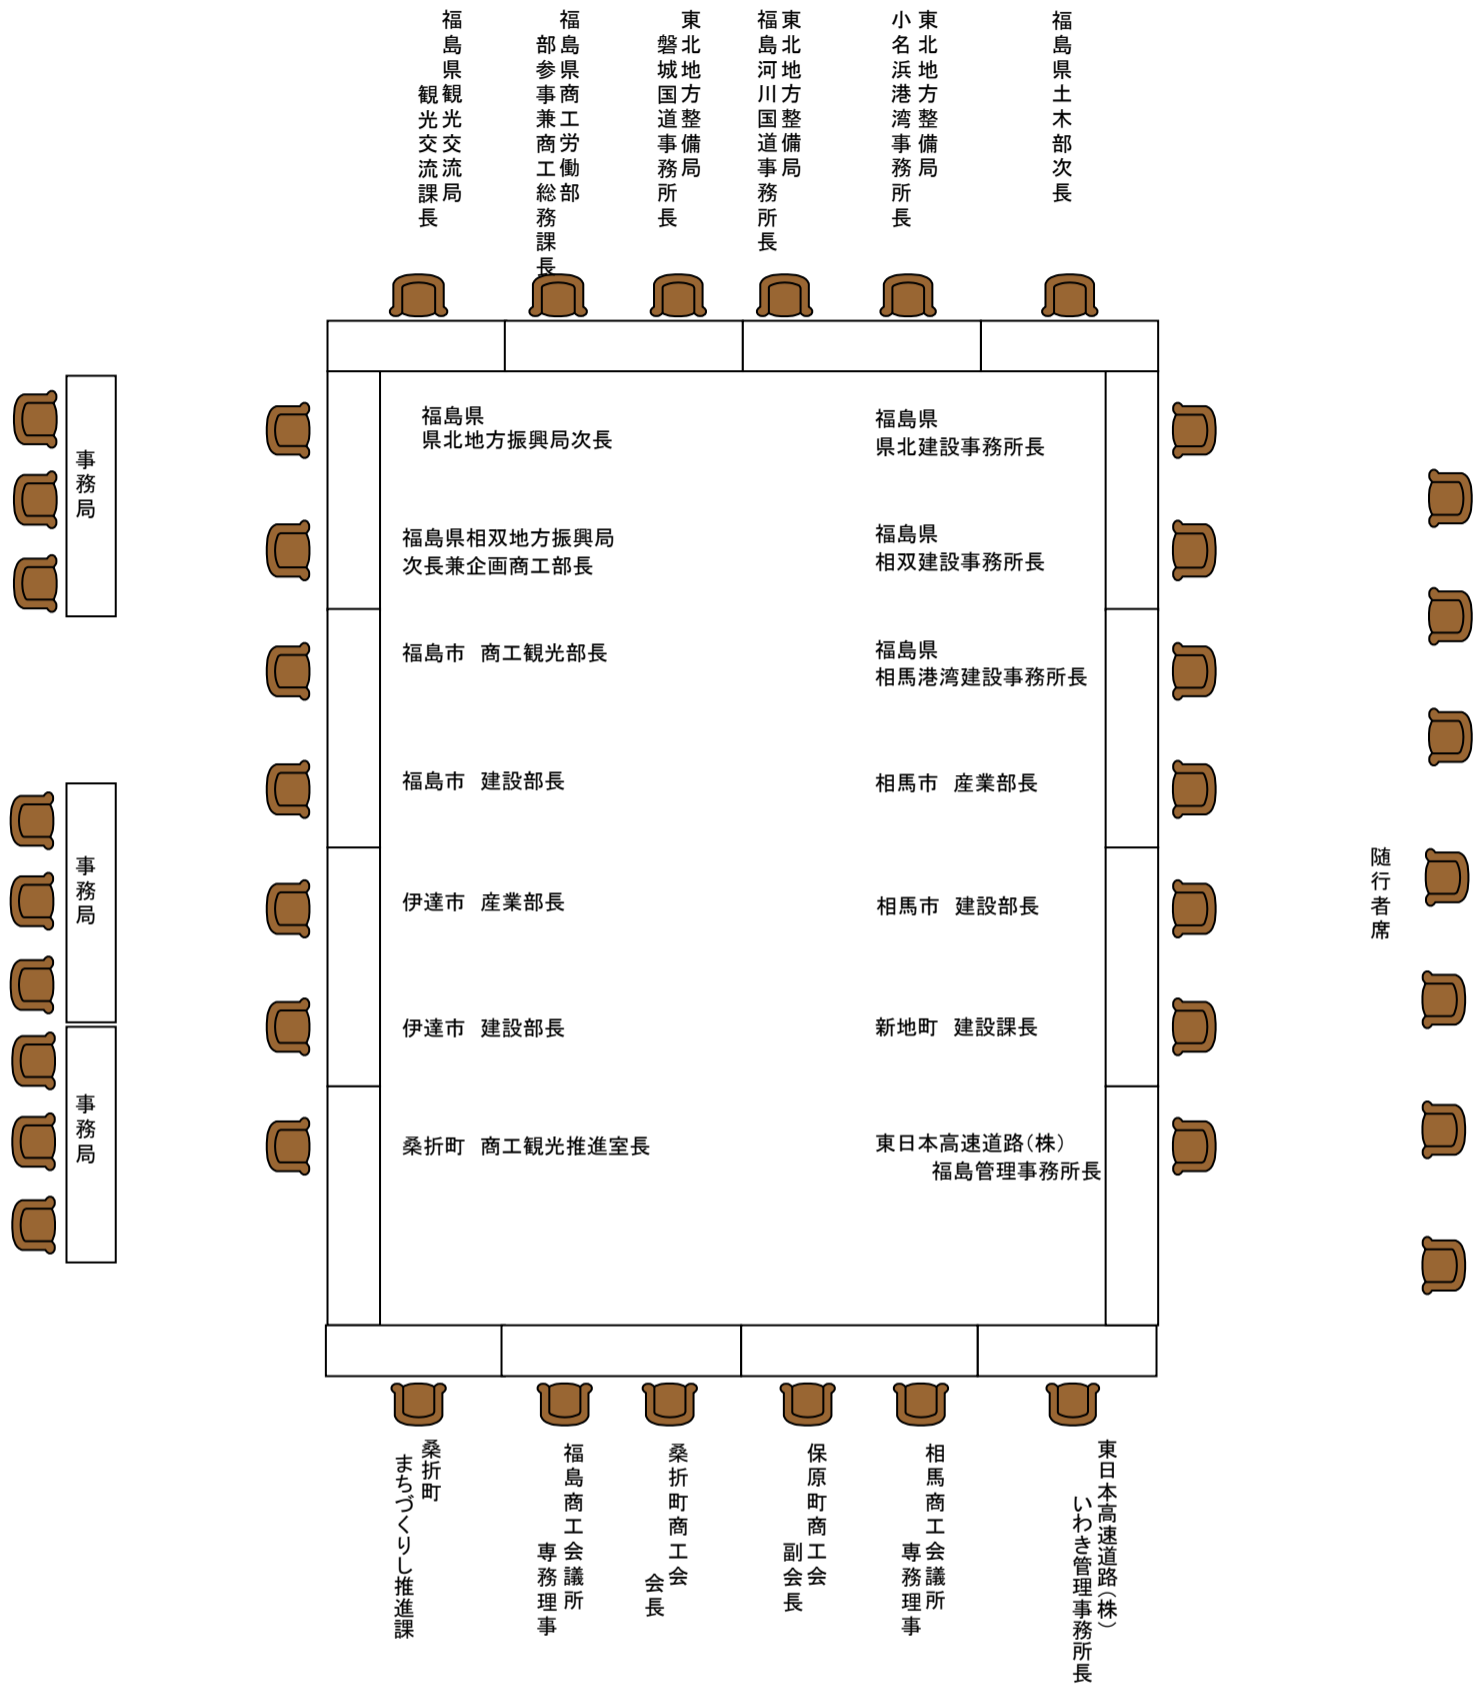 福島県観光交流局
観光交流課長
福島県商工労働部
部参事兼商工総務課長
東北地方整備局
磐城国道事務所長
東北地方整備局
福島河川国道事務所長
東北地方整備局
小名浜港湾事務所長
福島県土木部次長
事務局
事務局
事務局
福島県
県北地方振興局次長
福島県相双地方振興局
次長兼企画商工部長
福島市 商工観光部長
福島市 建設部長
伊達市 産業部長
伊達市 建設部長
桑折町 商工観光推進室長
福島県
県北建設事務所長
福島県
相双建設事務所長
福島県
相馬港湾建設事務所長
相馬市 産業部長
相馬市 建設部長
新地町 建設課長
東日本高速道路（株）
福島管理事務所長
随行者席
桑折町
まちづくりし推進課
福島商工会議所
専務理事
桑折町商工会
会長
保原町商工会
副会長
相馬商工会議所
専務理事
東日本高速道路（株）
いわき管理事務所長